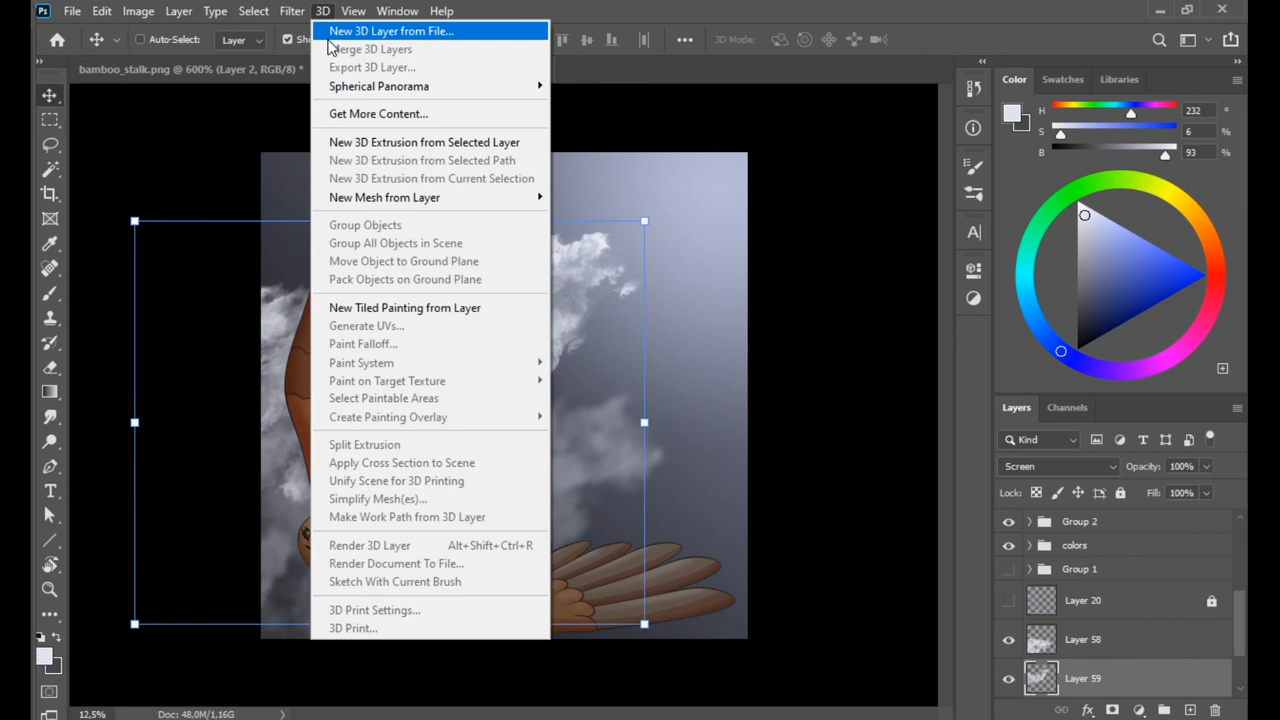 Ps File Edit Image Layer Type Select Filter 3D View Window Help
Auto-Select: Layer 3D Mode:
bamboo_stalk.png @ 600% (Layer 2, RGB/8) *
New 3D Layer from File...
Merge 3D Layers
Export 3D Layer...
Spherical Panorama
Get More Content...
New 3D Extrusion from Selected Layer
New 3D Extrusion from Selected Path
New 3D Extrusion from Current Selection
New Mesh from Layer
Group Objects
Group All Objects in Scene
Move Object to Ground Plane
Pack Objects on Ground Plane
New Tiled Painting from Layer
Generate UVs...
Paint Falloff...
Paint System
Paint on Target Texture
Select Paintable Areas
Create Painting Overlay
Split Extrusion
Apply Cross Section to Scene
Unify Scene for 3D Printing
Simplify Mesh(es)...
Make Work Path from 3D Layer
Render 3D Layer Alt+Shift+Ctrl+R
Render Document To File...
Sketch With Current Brush
3D Print Settings...
3D Print...
Color Swatches Libraries
H 232 °
S 6 %
B 93 %
Layers Channels
Kind
Screen Opacity: 100%
Lock: Fill: 100%
Group 2
colors
Group 1
Layer 20
Layer 58
Layer 59
12,5% Doc: 48,0M/1,16G